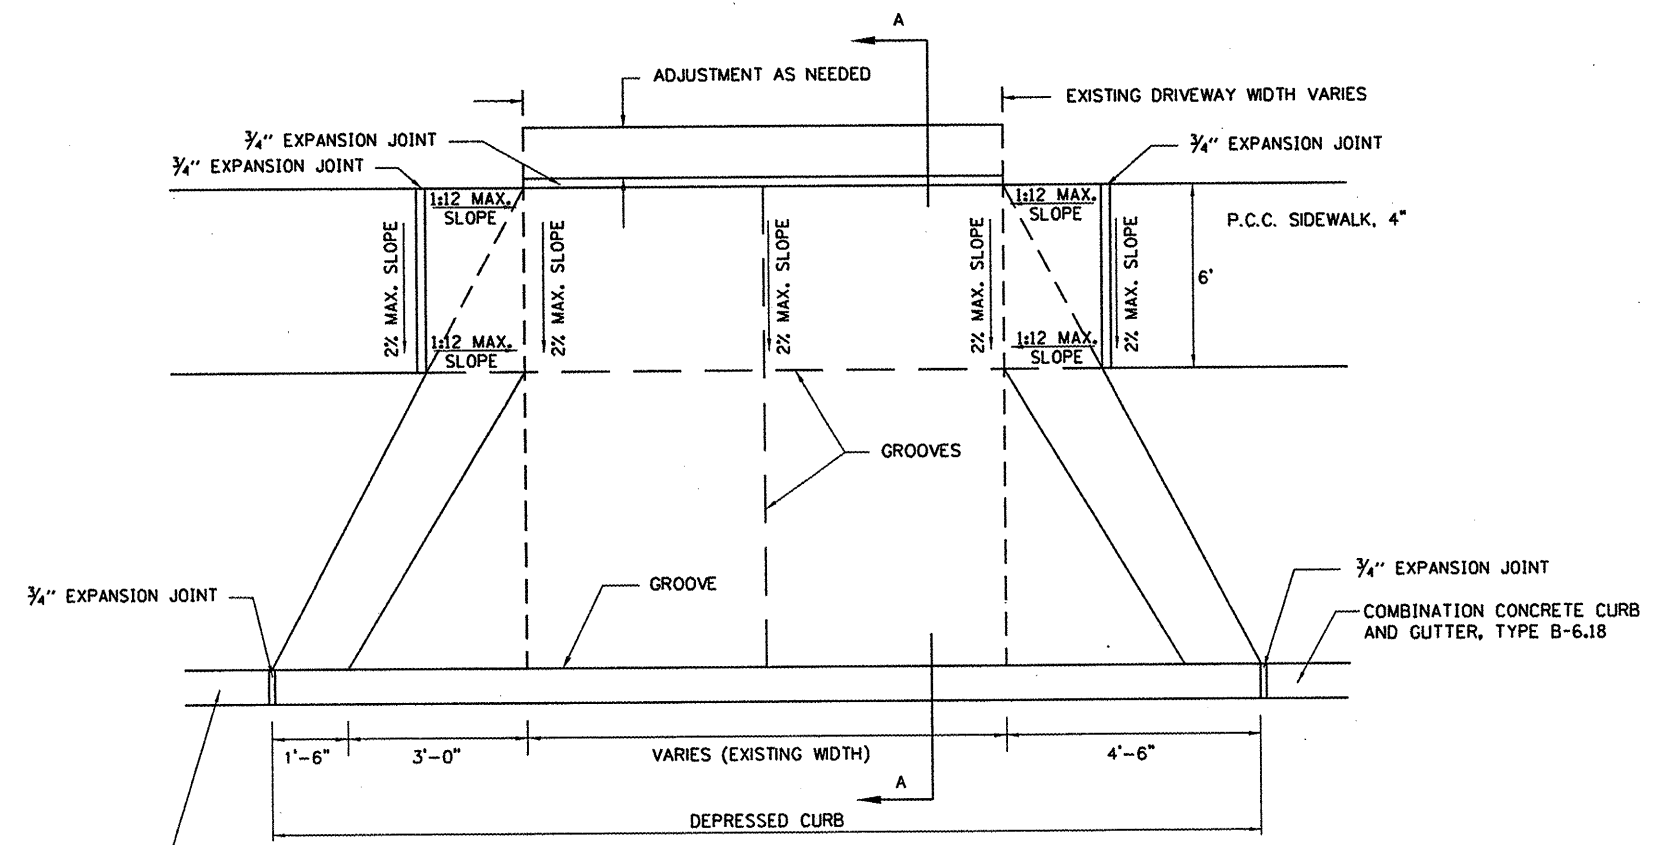 A
ADJUSTMENT AS NEEDED
EXISTING DRIVEWAY WIDTH VARIES
3/4" EXPANSION JOINT
3/4" EXPANSION JOINT
3/4" EXPANSION JOINT
1:12 MAX.
SLOPE
1:12 MAX.
SLOPE
P.C.C. SIDEWALK, 4"
2% MAX. SLOPE
2% MAX. SLOPE
2% MAX. SLOPE
2% MAX. SLOPE
2% MAX. SLOPE
6'
1:12 MAX.
SLOPE
1:12 MAX.
SLOPE
GROOVES
GROOVE
3/4" EXPANSION JOINT
3/4" EXPANSION JOINT
COMBINATION CONCRETE CURB
AND GUTTER, TYPE B-6.18
1'-6"
3'-0"
VARIES (EXISTING WIDTH)
4'-6"
A
DEPRESSED CURB